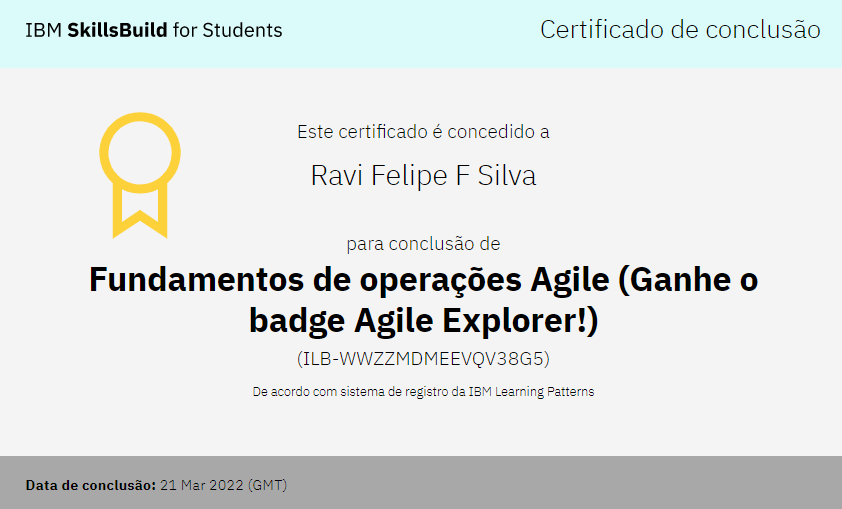 IBM SkillsBuild for Students
Certificado de conclusão
Este certificado é concedido a
Ravi Felipe F Silva
para conclusão de
Fundamentos de operações Agile (Ganhe o
badge Agile Explorer!)
(ILB-WWZZMDMEEVQV38G5)
De acordo com sistema de registro da IBM Learning Patterns
Data de conclusão: 21 Mar 2022 (GMT)